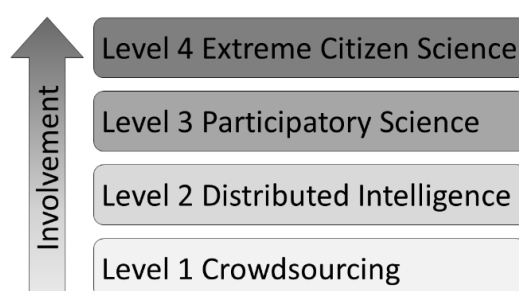 Level 4 Extreme Citizen Science
Level 3 Participatory Science
Level 2 Distributed Intelligence
Level 1 Crowdsourcing
Involvement